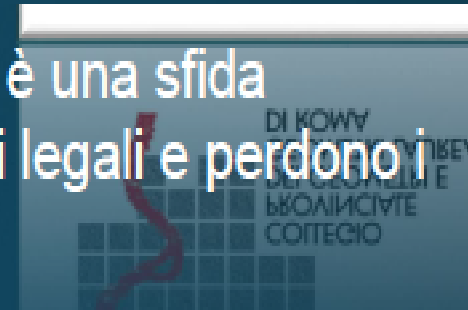 è una sfida
i legali e perdono i
DI ROMA
PROVINCIALE
COLLEGIO